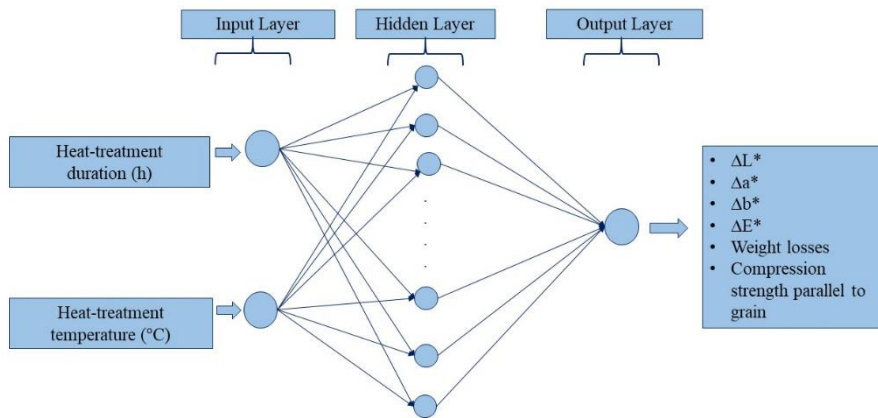 Input Layer
Hidden Layer
Output Layer
Heat-treatment
duration (h)
Heat-treatment
temperature (°C)
• ΔL*
• Δa*
• Δb*
• ΔE*
• Weight losses
• Compression
strength parallel to
grain